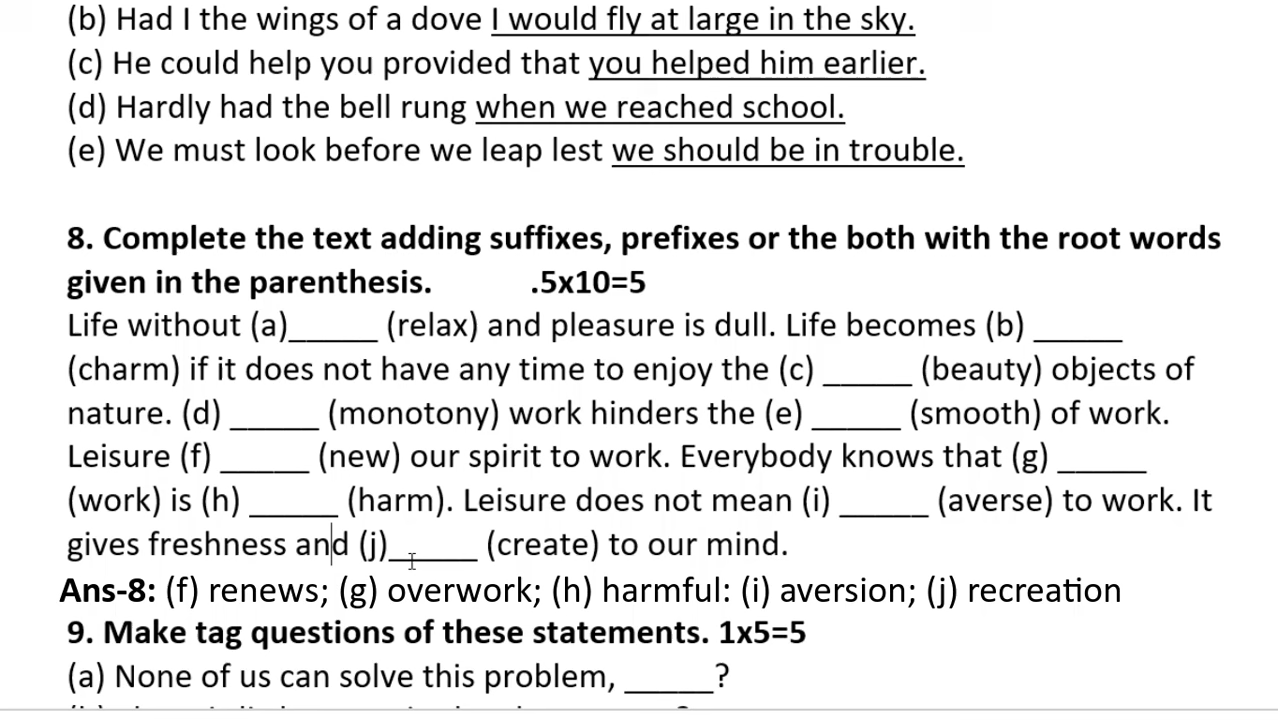 (b) Had I the wings of a dove I would fly at large in the sky.
(c) He could help you provided that you helped him earlier.
(d) Hardly had the bell rung when we reached school.
(e) We must look before we leap lest we should be in trouble.
8. Complete the text adding suffixes, prefixes or the both with the root words
given in the parenthesis. .5x10=5
Life without (a)_____ (relax) and pleasure is dull. Life becomes (b) _____
(charm) if it does not have any time to enjoy the (c) _____ (beauty) objects of
nature. (d) _____ (monotony) work hinders the (e) _____ (smooth) of work.
Leisure (f) _____ (new) our spirit to work. Everybody knows that (g) _____
(work) is (h) _____ (harm). Leisure does not mean (i) _____ (averse) to work. It
gives freshness and (j)_____ (create) to our mind.
Ans-8: (f) renews; (g) overwork; (h) harmful: (i) aversion; (j) recreation
9. Make tag questions of these statements. 1x5=5
(a) None of us can solve this problem, _____?